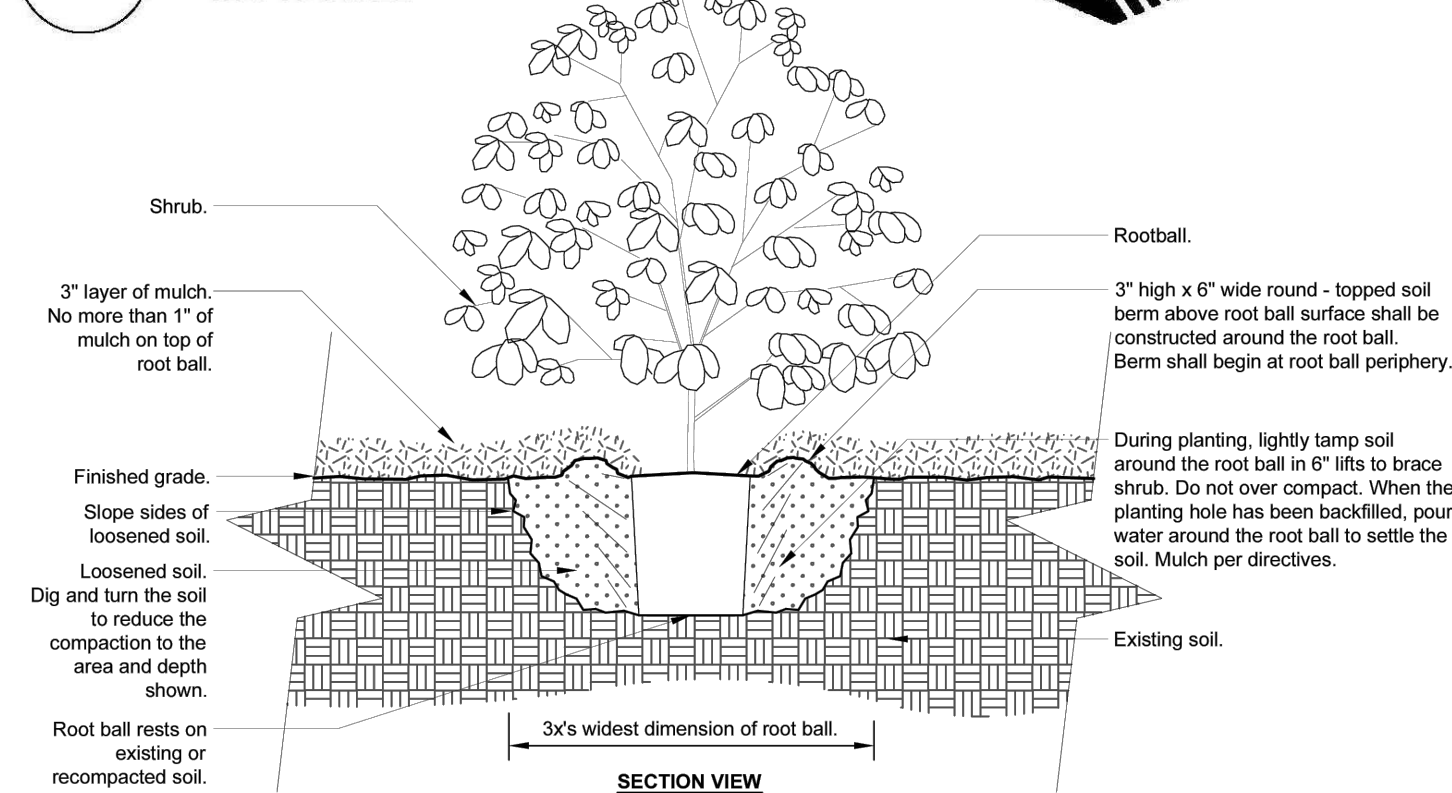 Shrub.
3" layer of mulch.
No more than 1" of
mulch on top of
root ball.
Finished grade.
Slope sides of
loosened soil.
Loosened soil.
Dig and turn the soil
to reduce the
compaction to the
area and depth
shown.
Root ball rests on
existing or
recompacted soil.
Rootball.
3" high x 6" wide round - topped soil
berm above root ball surface shall be
constructed around the root ball.
Berm shall begin at root ball periphery.
During planting, lightly tamp soil
around the root ball in 6" lifts to brace
shrub. Do not over compact. When the
planting hole has been backfilled, pour
water around the root ball to settle the
soil. Mulch per directives.
Existing soil.
3x's widest dimension of root ball.
SECTION VIEW